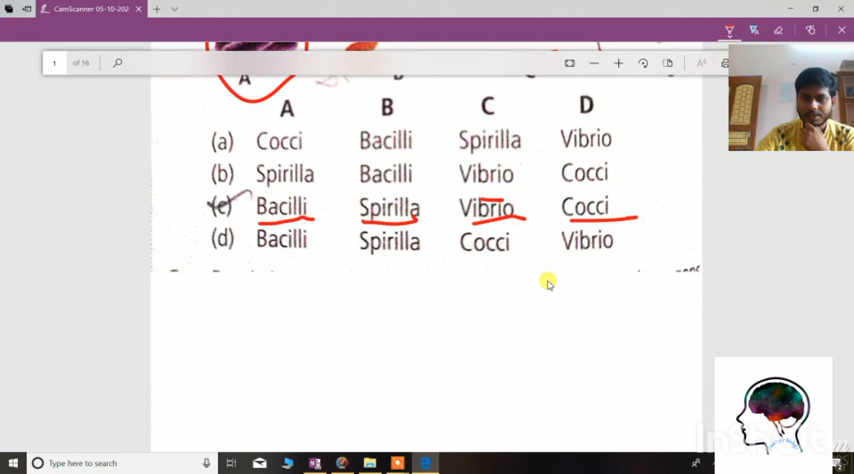 CamScanner 05-10-202
1 of 16
A
A B C D
(a) Cocci Bacilli Spirilla Vibrio
(b) Spirilla Bacilli Vibrio Cocci
(c) Bacilli Spirilla Vibrio Cocci
(d) Bacilli Spirilla Cocci Vibrio
Type here to search